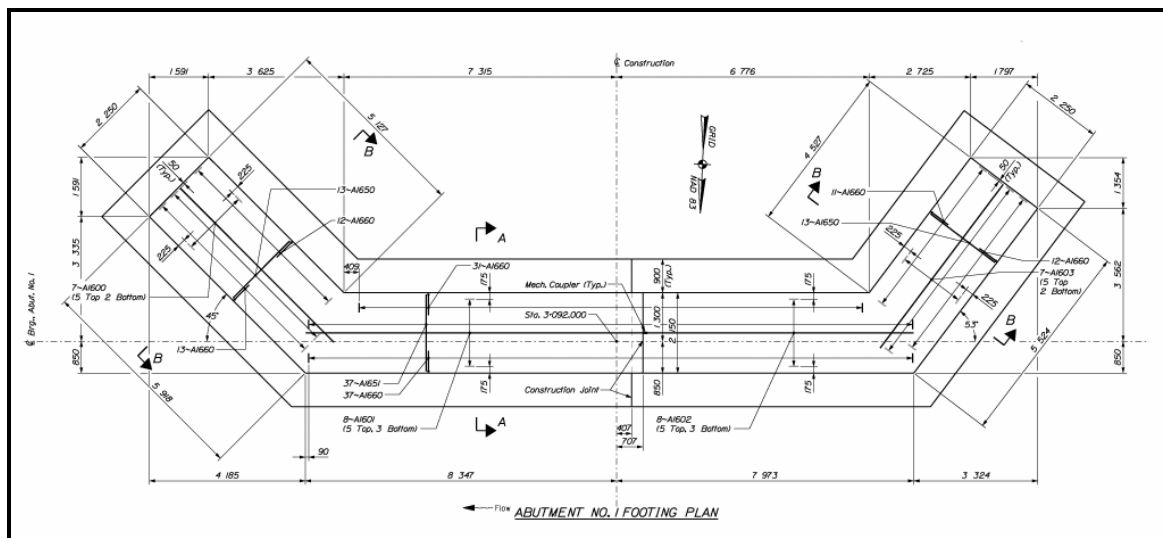 ℄ Construction
1 591
3 625
7 315
6 776
2 725
1 797
2 250
5 127
B
GRID
NAD 83
4 527
B
2 250
50
(Typ.)
225
13~A1650
12~A1660
1 591
3 335
225
11~A1660
13~A1650
50
(Typ.)
1 354
A
409
31~A1660
175
Mech. Coupler (Typ.)
900
(Typ.)
175
225
12~A1660
7~A1603
(5 Top
2 Bottom)
225
3 562
7~A1600
(5 Top 2 Bottom)
45°
Sta. 3+092.000
1 300
2 150
53°
B
℄ Brg., Abut. No. 1
850
B
13~A1660
37~A1651
37~A1660
175
Construction Joint
850
175
5 524
850
5 918
8~A1601
(5 Top, 3 Bottom)
A
407
707
8~A1602
(5 Top, 3 Bottom)
90
4 185
8 347
7 973
3 324
Flow
ABUTMENT NO. 1 FOOTING PLAN